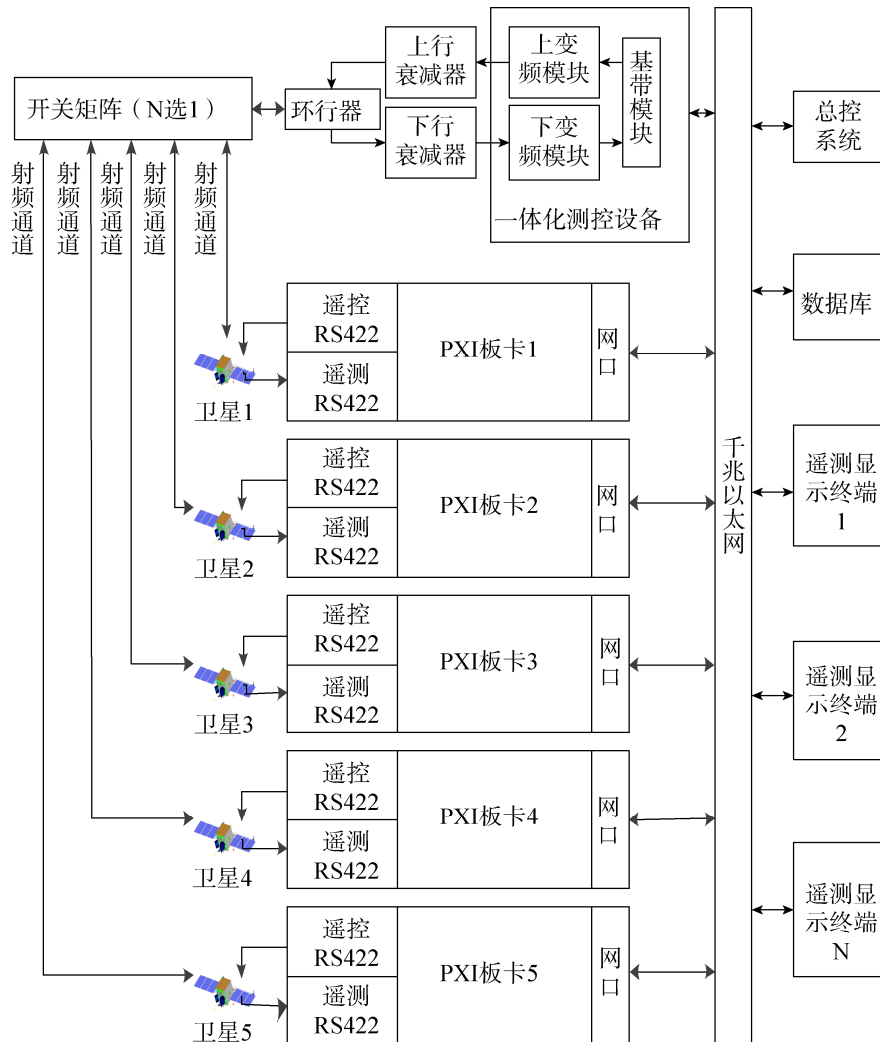 上行
衰减器
上变
频模块
基带模块
开关矩阵（N选1）
环行器
下行
衰减器
下变
频模块
一体化测控设备
总控
系统
射频通道
射频通道
射频通道
射频通道
射频通道
数据库
遥控
RS422
遥测
RS422
PXI板卡1
网口
卫星1
千兆以太网
遥测显
示终端
1
遥控
RS422
遥测
RS422
PXI板卡2
网口
卫星2
遥控
RS422
遥测
RS422
PXI板卡3
网口
卫星3
遥测显
示终端
2
遥控
RS422
遥测
RS422
PXI板卡4
网口
卫星4
遥测显
示终端
N
遥控
RS422
遥测
RS422
PXI板卡5
网口
卫星5